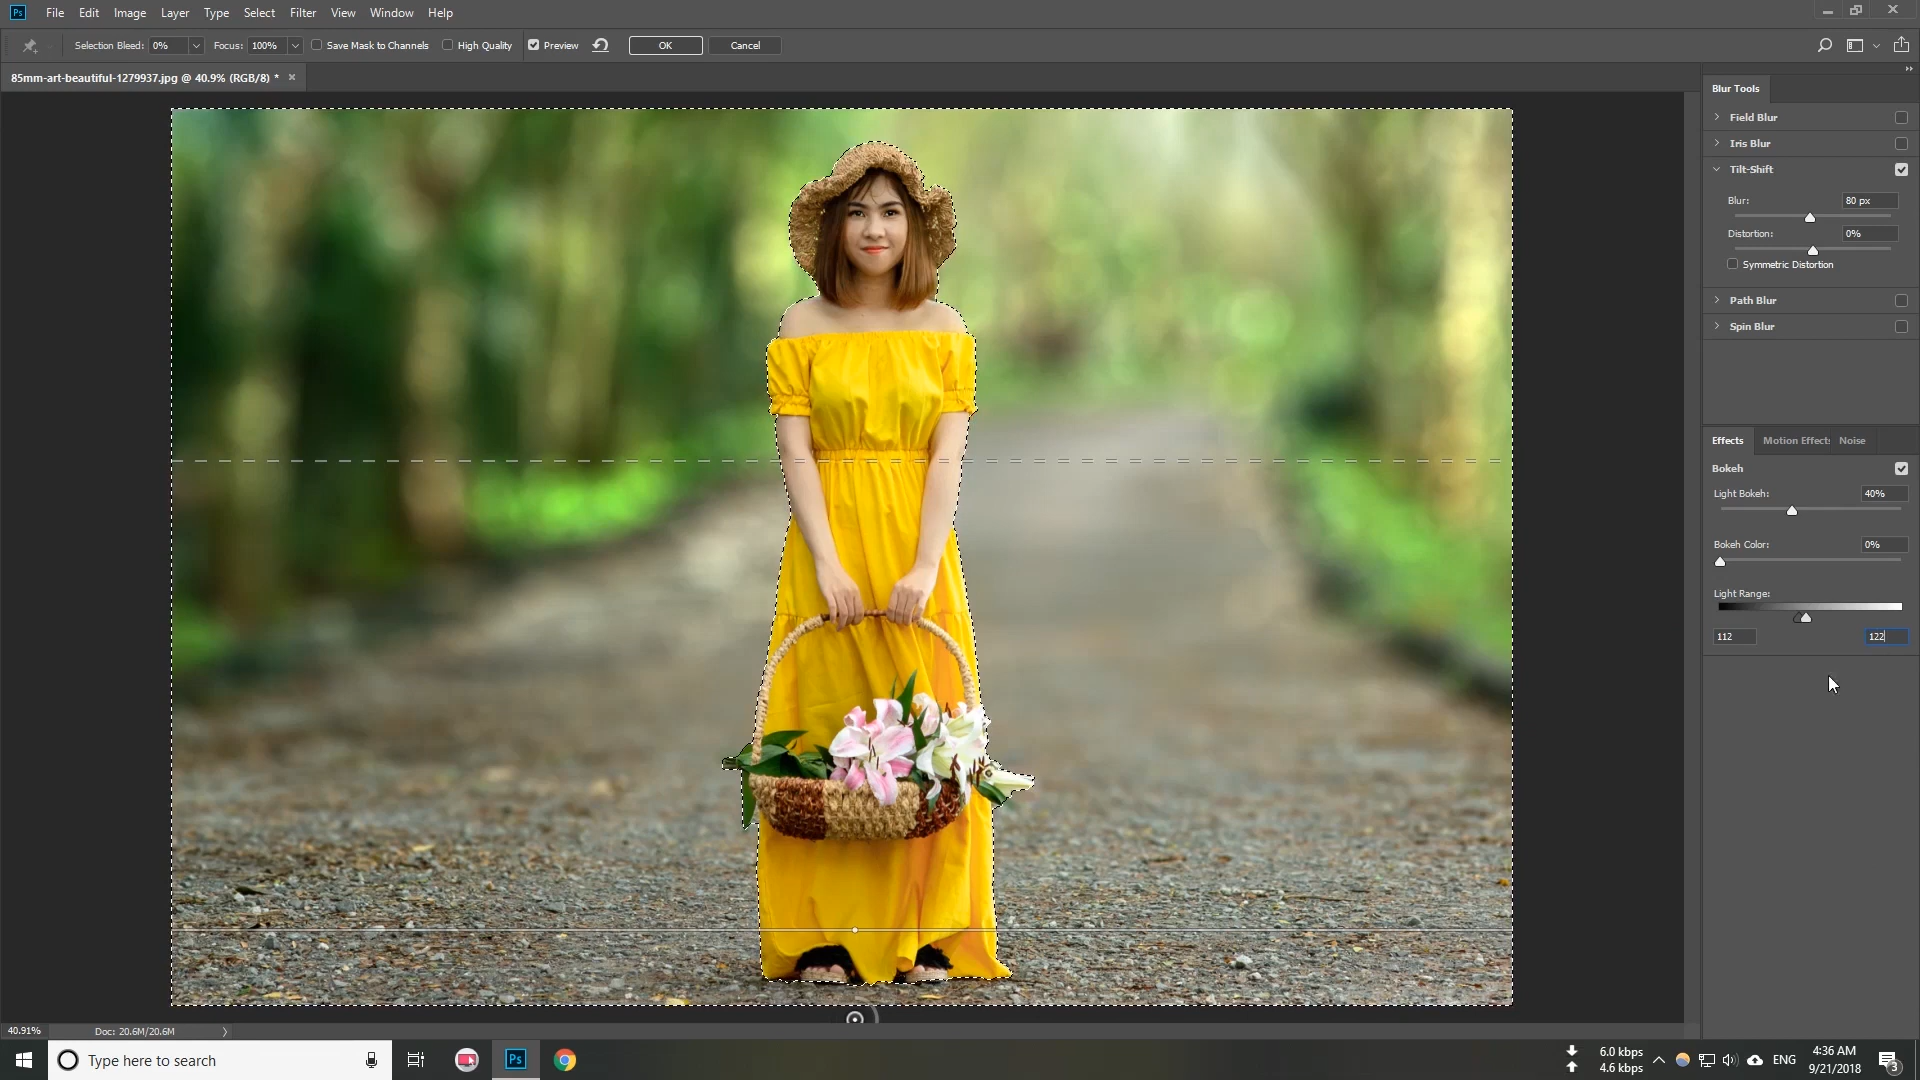 Ps File Edit Image Layer Type Select Filter View Window Help
Selection Bleed: 0% Focus: 100% Save Mask to Channels High Quality Preview OK Cancel
85mm-art-beautiful-1279937.jpg @ 40.9% (RGB/8) * ×
Blur Tools
Field Blur
Iris Blur
Tilt-Shift
Blur: 80 px
Distortion: 0%
Symmetric Distortion
Path Blur
Spin Blur
Effects Motion Effects Noise
Bokeh
Light Bokeh: 40%
Bokeh Color: 0%
Light Range:
112 122
40.91% Doc: 20.6M/20.6M
Type here to search
Ps
6.0 kbps
4.6 kbps
ENG
4:36 AM
9/21/2018
3